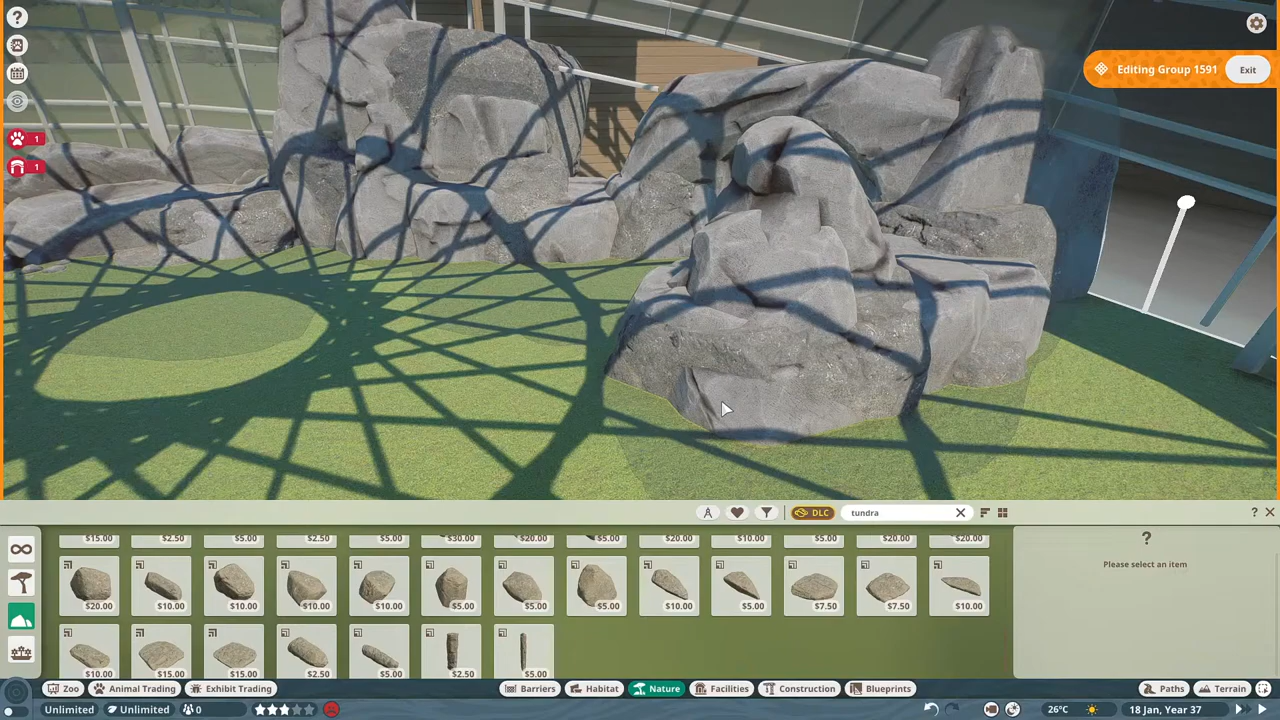 ?
Editing Group 1591
Exit
1
1
DLC
tundra
?
$15.00 $2.50 $5.00 $2.50 $5.00 $30.00 $20.00 $5.00 $20.00 $10.00 $5.00 $20.00 $20.00
?
Please select an item
$20.00 $10.00 $10.00 $10.00 $10.00 $5.00 $5.00 $5.00 $10.00 $5.00 $7.50 $7.50 $10.00
$10.00 $15.00 $15.00 $5.00 $5.00 $2.50 $5.00
Zoo Animal Trading Exhibit Trading Barriers Habitat Nature Facilities Construction Blueprints Paths Terrain
Unlimited Unlimited 0 26°C 18 Jan, Year 37